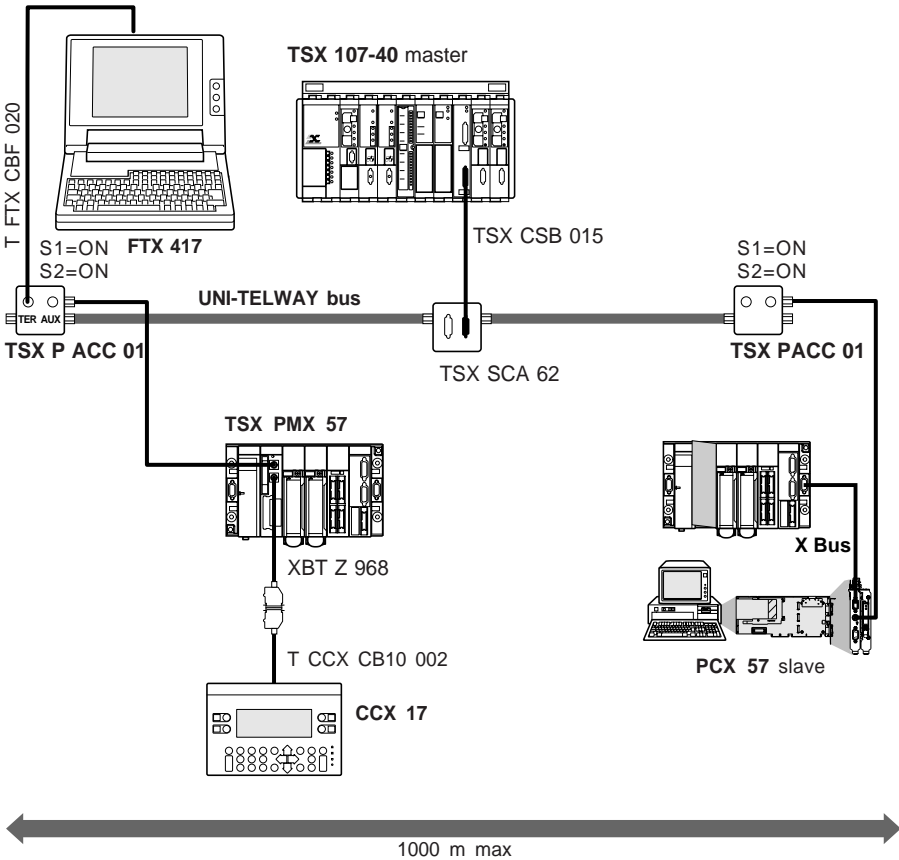 TSX 107-40 master
T FTX CBF 020
FTX 417
S1=ON
S2=ON
TSX CSB 015
S1=ON
S2=ON
UNI-TELWAY bus
TER AUX
TSX P ACC 01
TSX SCA 62
TSX PACC 01
TSX PMX 57
X Bus
XBT Z 968
T CCX CB10 002
PCX 57 slave
CCX 17
1000 m max